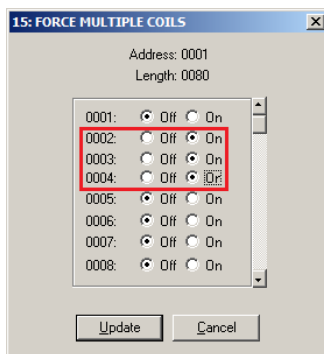 15: FORCE MULTIPLE COILS
Address: 0001
Length: 0080
0001: Off On
0002: Off On
0003: Off On
0004: Off On
0005: Off On
0006: Off On
0007: Off On
0008: Off On
Update Cancel